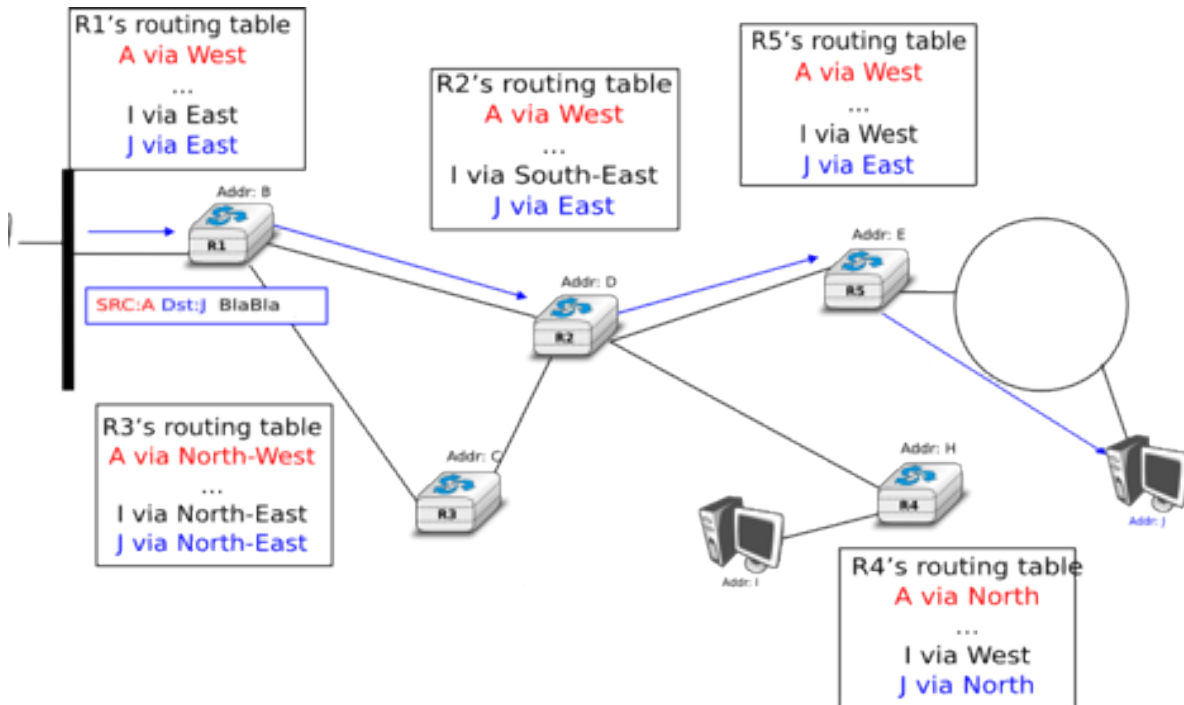 R1's routing table
A via West
...
I via East
J via East
R2's routing table
A via West
...
I via South-East
J via East
R5's routing table
A via West
...
I via West
J via East
Addr: B
R1
SRC:A Dst:J BlaBla
Addr: D
R2
Addr: E
R5
R3's routing table
A via North-West
...
I via North-East
J via North-East
Addr: C
R3
Addr: H
R4
Addr: I
Addr: J
R4's routing table
A via North
...
I via West
J via North